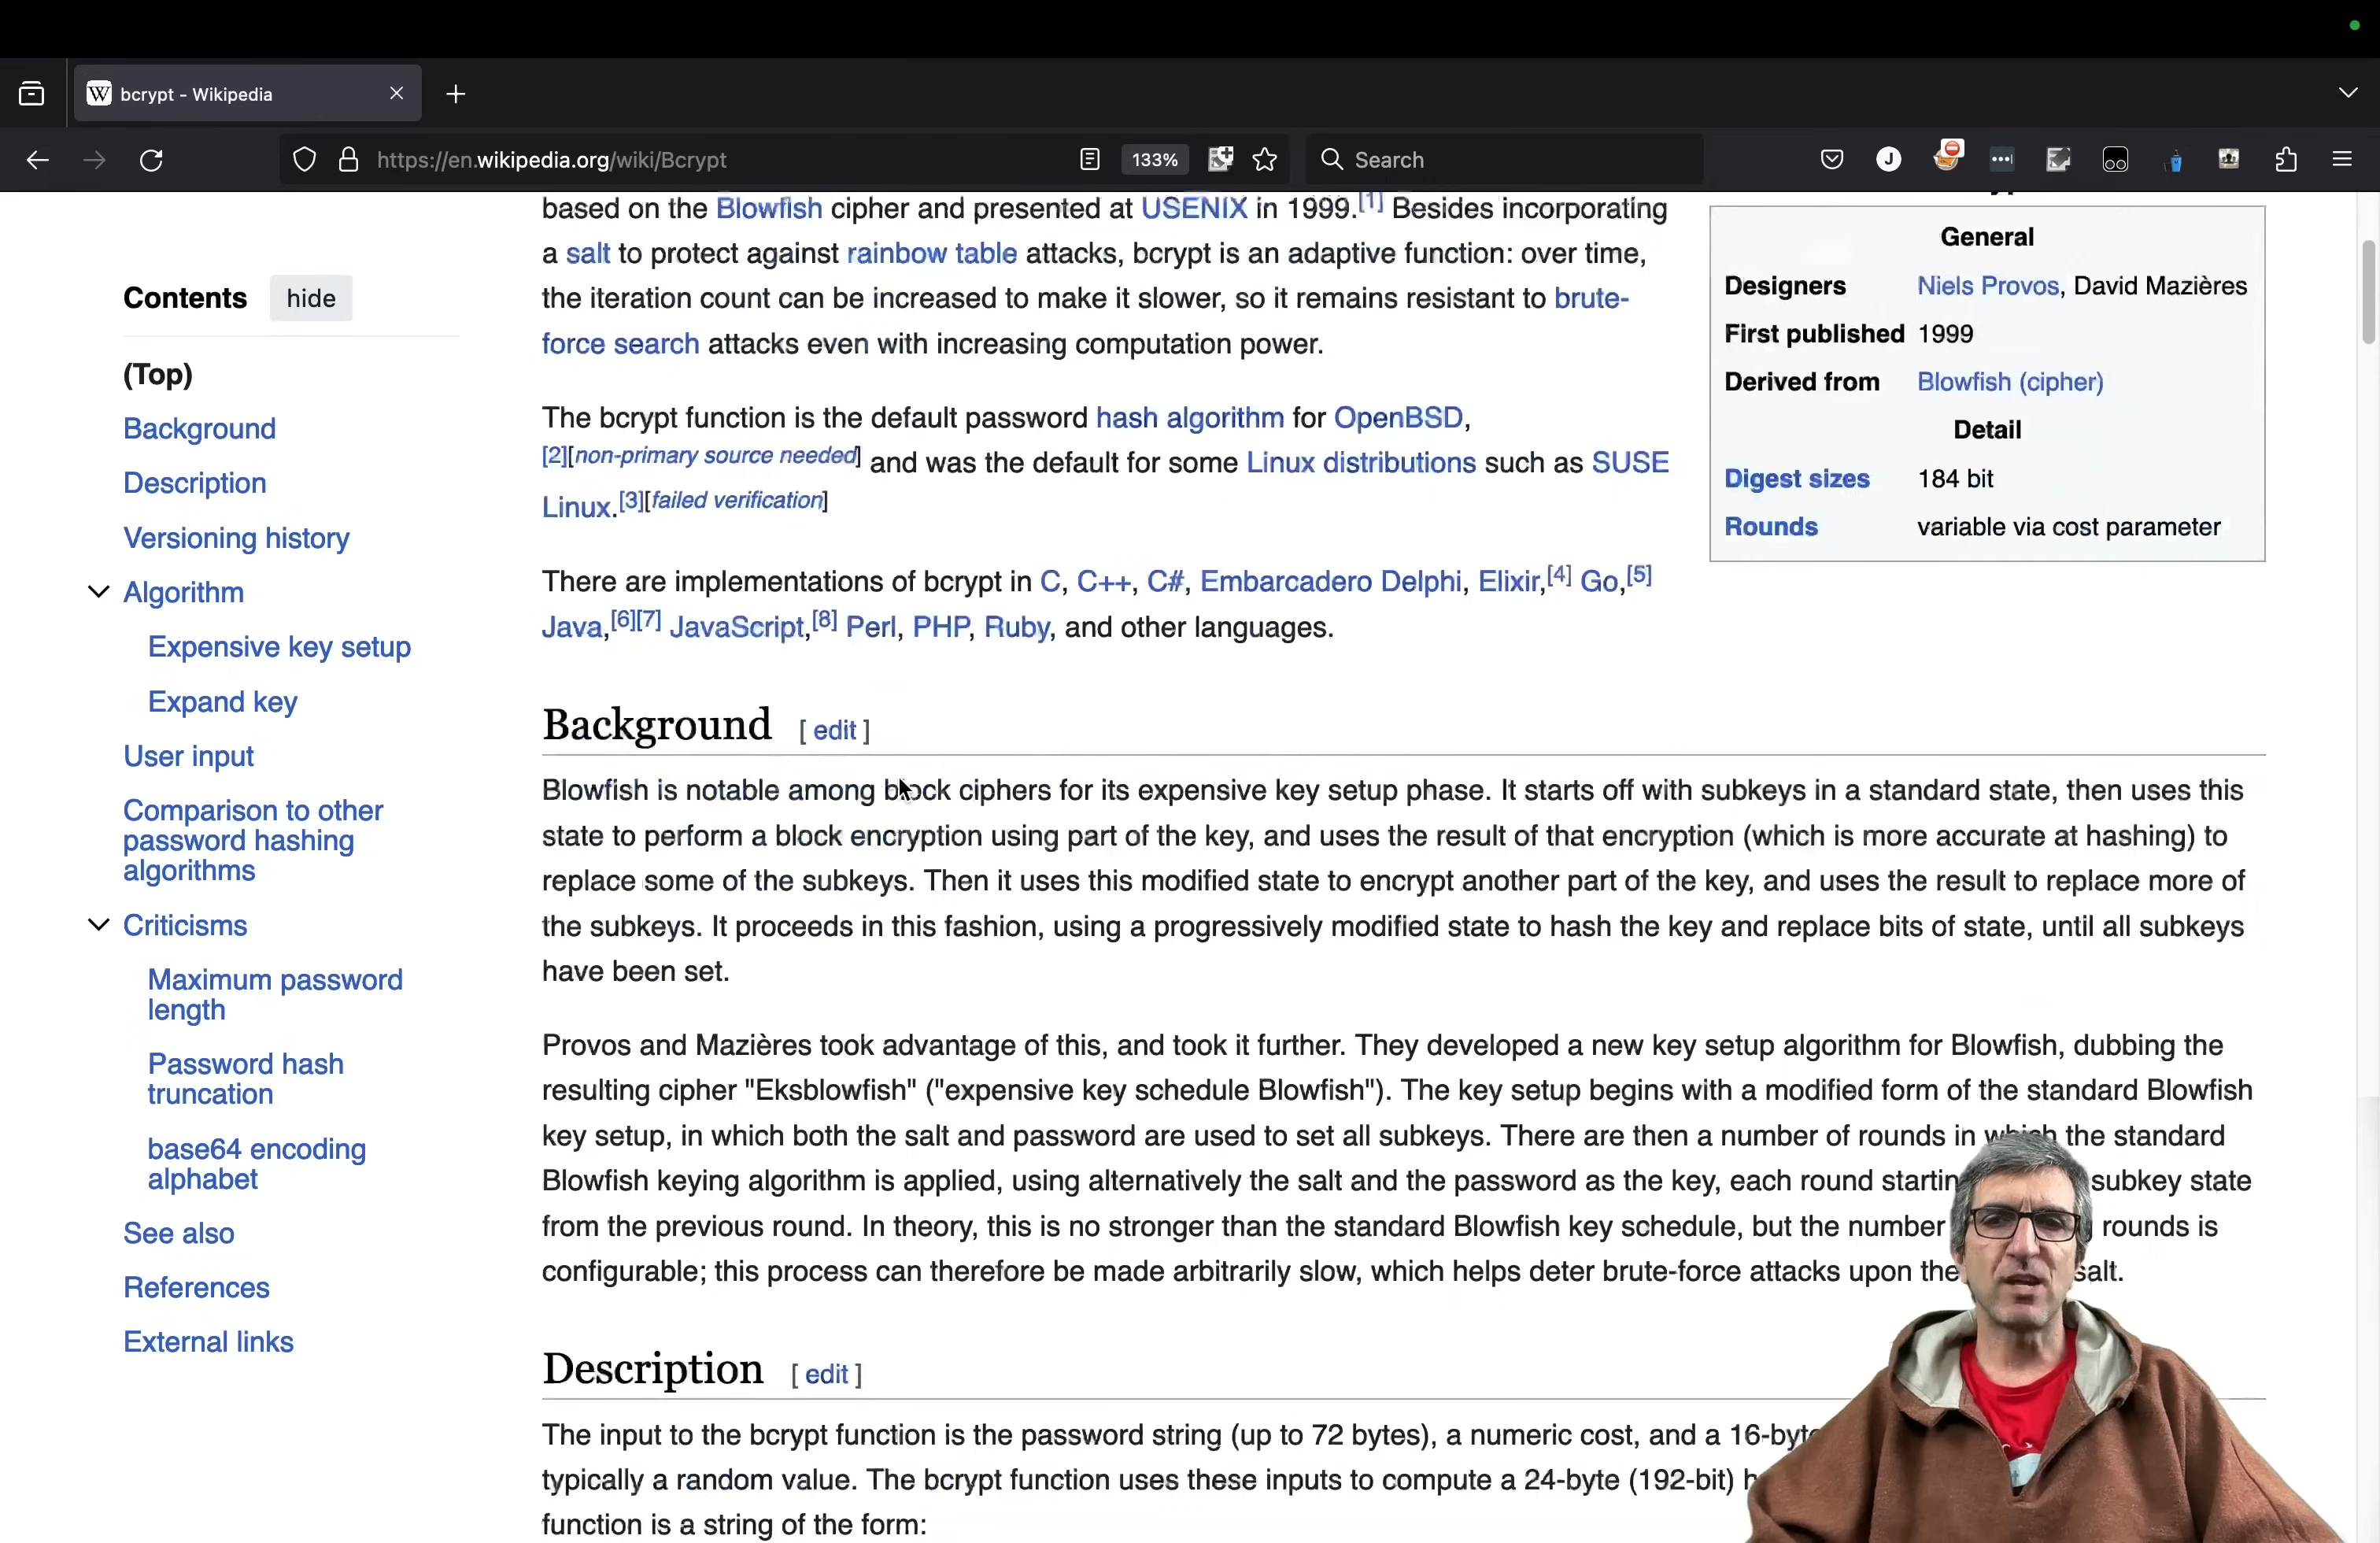 bcrypt - Wikipedia
https://en.wikipedia.org/wiki/Bcrypt
133%
Search
J
Contents
hide
(Top)
Background
Description
Versioning history
Algorithm
Expensive key setup
Expand key
User input
Comparison to other
password hashing
algorithms
Criticisms
Maximum password
length
Password hash
truncation
base64 encoding
alphabet
See also
References
External links
based on the Blowfish cipher and presented at USENIX in 1999.[1] Besides incorporating
a salt to protect against rainbow table attacks, bcrypt is an adaptive function: over time,
the iteration count can be increased to make it slower, so it remains resistant to brute-
force search attacks even with increasing computation power.
The bcrypt function is the default password hash algorithm for OpenBSD,
[2][non-primary source needed] and was the default for some Linux distributions such as SUSE
Linux.[3][failed verification]
There are implementations of bcrypt in C, C++, C#, Embarcadero Delphi, Elixir,[4] Go,[5]
Java,[6][7] JavaScript,[8] Perl, PHP, Ruby, and other languages.
General
Designers Niels Provos, David Mazières
First published 1999
Derived from Blowfish (cipher)
Detail
Digest sizes 184 bit
Rounds variable via cost parameter
Background [ edit ]
Blowfish is notable among block ciphers for its expensive key setup phase. It starts off with subkeys in a standard state, then uses this
state to perform a block encryption using part of the key, and uses the result of that encryption (which is more accurate at hashing) to
replace some of the subkeys. Then it uses this modified state to encrypt another part of the key, and uses the result to replace more of
the subkeys. It proceeds in this fashion, using a progressively modified state to hash the key and replace bits of state, until all subkeys
have been set.
Provos and Mazières took advantage of this, and took it further. They developed a new key setup algorithm for Blowfish, dubbing the
resulting cipher "Eksblowfish" ("expensive key schedule Blowfish"). The key setup begins with a modified form of the standard Blowfish
key setup, in which both the salt and password are used to set all subkeys. There are then a number of rounds in which the standard
Blowfish keying algorithm is applied, using alternatively the salt and the password as the key, each round subkey state
from the previous round. In theory, this is no stronger than the standard Blowfish key schedule, but the number rounds is
configurable; this process can therefore be made arbitrarily slow, which helps deter brute-force attacks upon the salt.
Description [ edit ]
The input to the bcrypt function is the password string (up to 72 bytes), a numeric cost, and a 16-byte
typically a random value. The bcrypt function uses these inputs to compute a 24-byte (192-bit)
function is a string of the form: